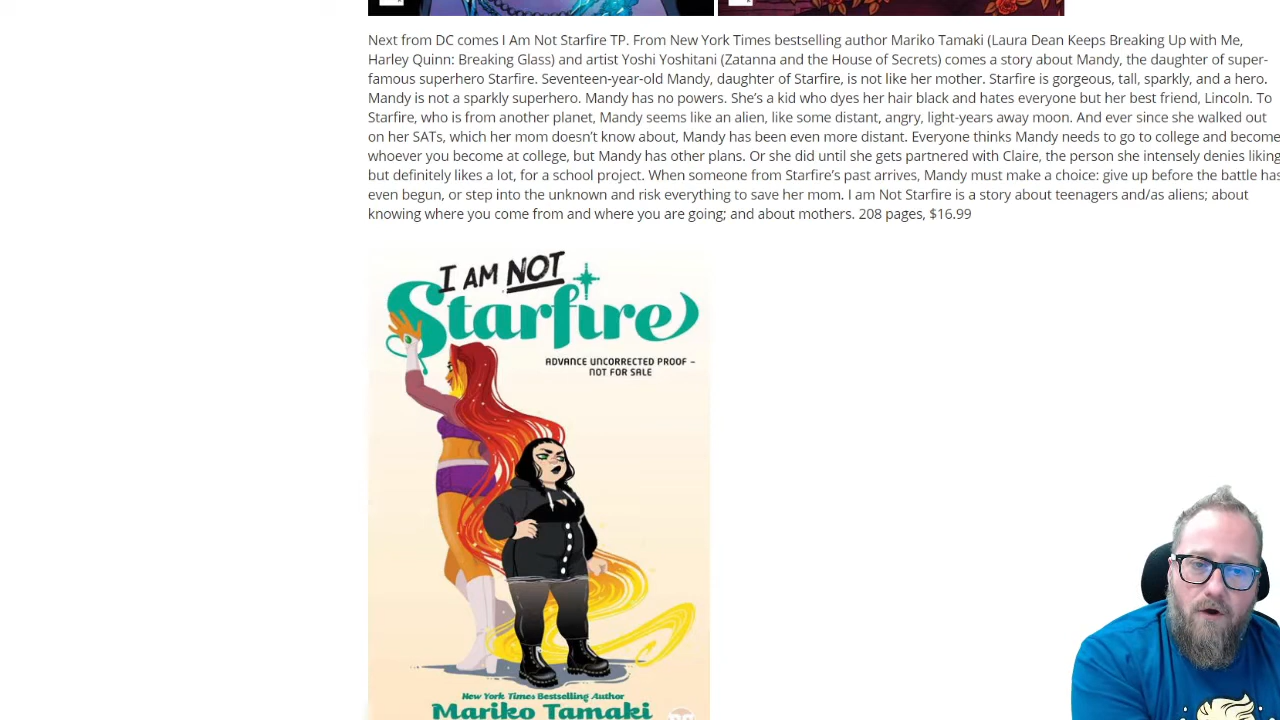 Next from DC comes I Am Not Starfire TP. From New York Times bestselling author Mariko Tamaki (Laura Dean Keeps Breaking Up with Me,
Harley Quinn: Breaking Glass) and artist Yoshi Yoshitani (Zatanna and the House of Secrets) comes a story about Mandy, the daughter of super-
famous superhero Starfire. Seventeen-year-old Mandy, daughter of Starfire, is not like her mother. Starfire is gorgeous, tall, sparkly, and a hero.
Mandy is not a sparkly superhero. Mandy has no powers. She’s a kid who dyes her hair black and hates everyone but her best friend, Lincoln. To
Starfire, who is from another planet, Mandy seems like an alien, like some distant, angry, light-years away moon. And ever since she walked out
on her SATs, which her mom doesn’t know about, Mandy has been even more distant. Everyone thinks Mandy needs to go to college and become
whoever you become at college, but Mandy has other plans. Or she did until she gets partnered with Claire, the person she intensely denies liking
but definitely likes a lot, for a school project. When someone from Starfire’s past arrives, Mandy must make a choice: give up before the battle has
even begun, or step into the unknown and risk everything to save her mom. I am Not Starfire is a story about teenagers and/as aliens; about
knowing where you come from and where you are going; and about mothers. 208 pages, $16.99
I AM NOT
Starfire
ADVANCE UNCORRECTED PROOF –
NOT FOR SALE
New York Times Bestselling Author
Mariko Tamaki